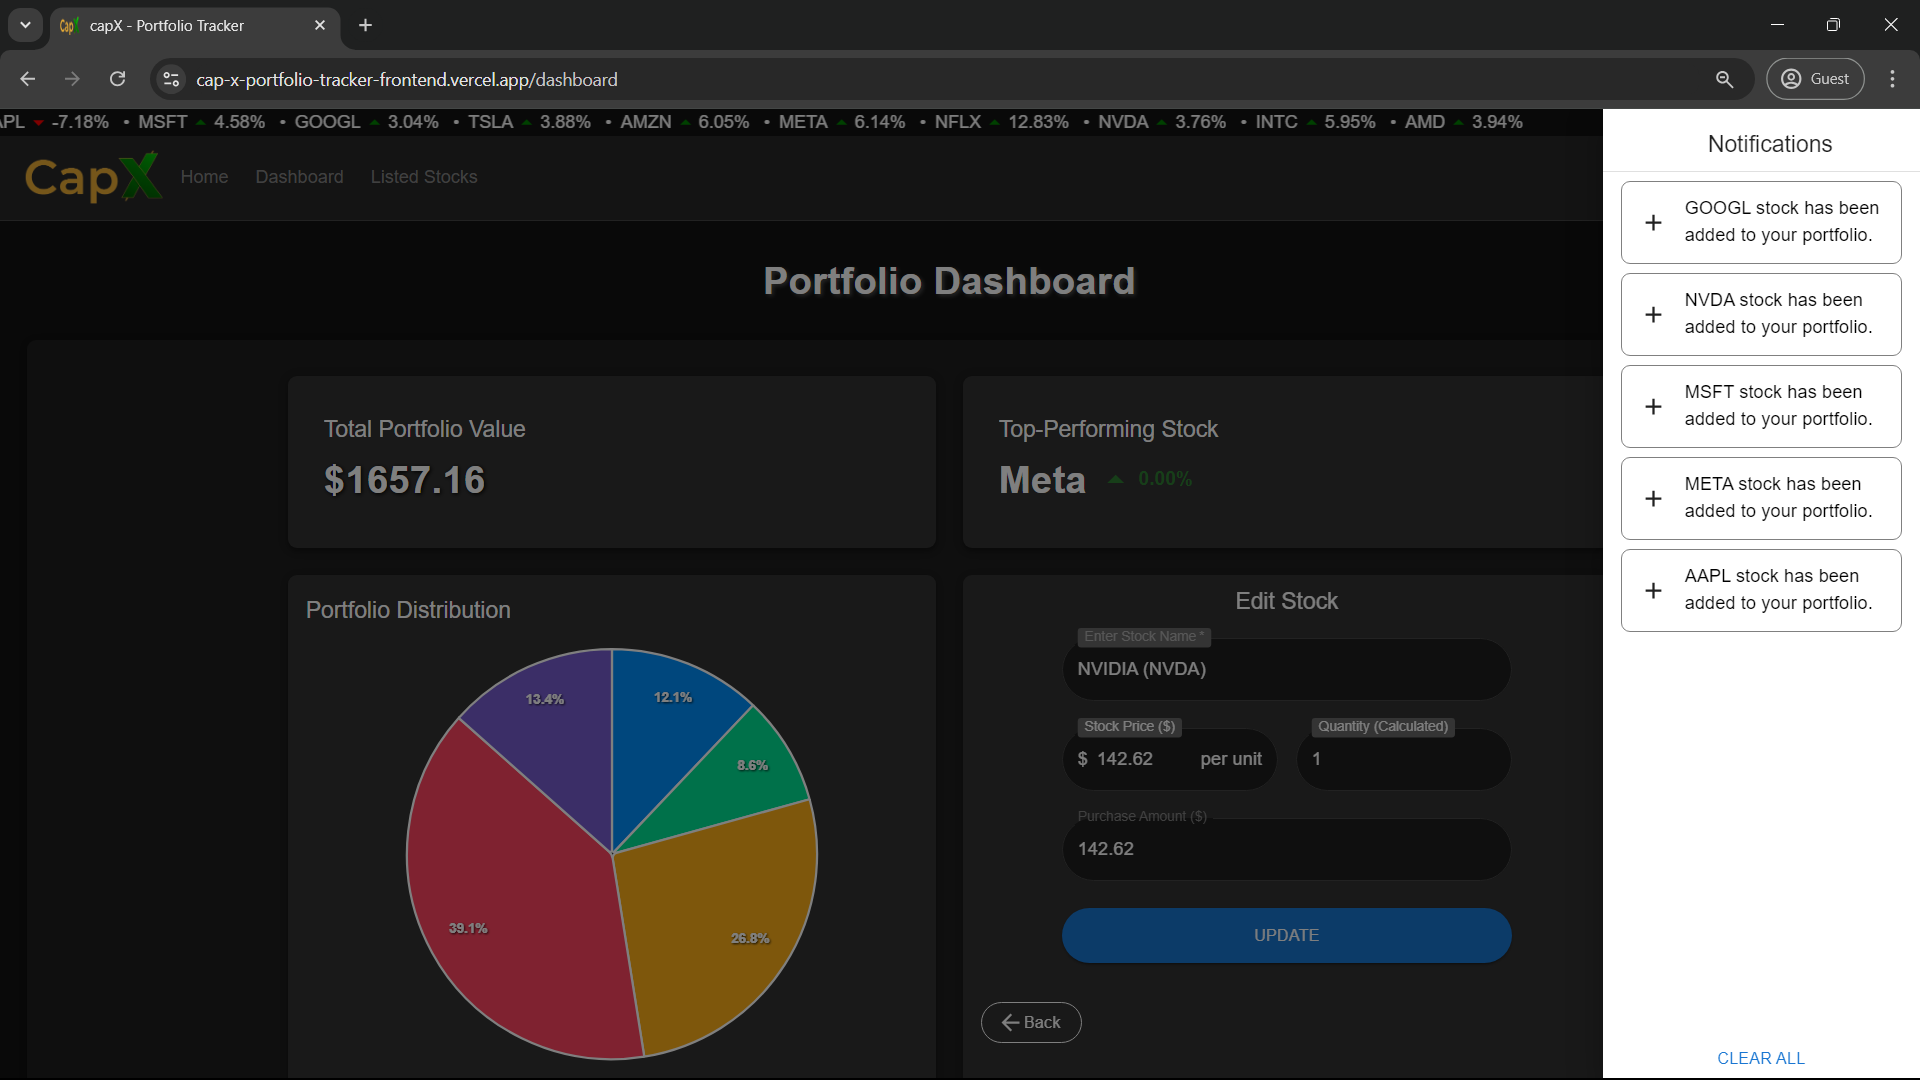 capX - Portfolio Tracker
cap-x-portfolio-tracker-frontend.vercel.app/dashboard
Guest
APL -7.18% • MSFT 4.58% • GOOGL 3.04% • TSLA 3.88% • AMZN 6.05% • META 6.14% • NFLX 12.83% • NVDA 3.76% • INTC 5.95% • AMD 3.94%
CapX
Home
Dashboard
Listed Stocks
Portfolio Dashboard
Total Portfolio Value
$1657.16
Top-Performing Stock
Meta 0.00%
Portfolio Distribution
13.4%
12.1%
8.6%
39.1%
26.8%
Edit Stock
Enter Stock Name *
NVIDIA (NVDA)
Stock Price ($)
$ 142.62 per unit
Quantity (Calculated)
1
Purchase Amount ($)
142.62
UPDATE
Back
Notifications
GOOGL stock has been
added to your portfolio.
NVDA stock has been
added to your portfolio.
MSFT stock has been
added to your portfolio.
META stock has been
added to your portfolio.
AAPL stock has been
added to your portfolio.
CLEAR ALL